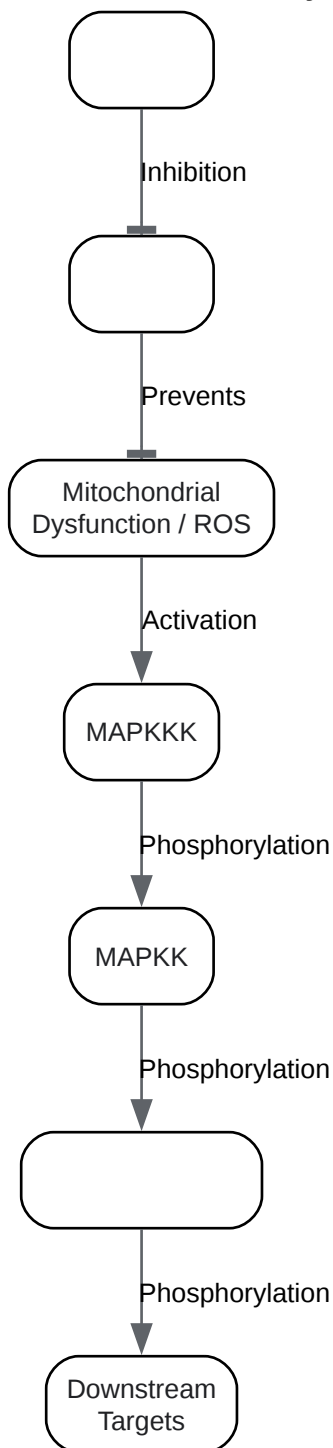 Inhibition
Prevents
Mitochondrial
Dysfunction / ROS
Activation
MAPKKK
Phosphorylation
MAPKK
Phosphorylation
Phosphorylation
Downstream
Targets